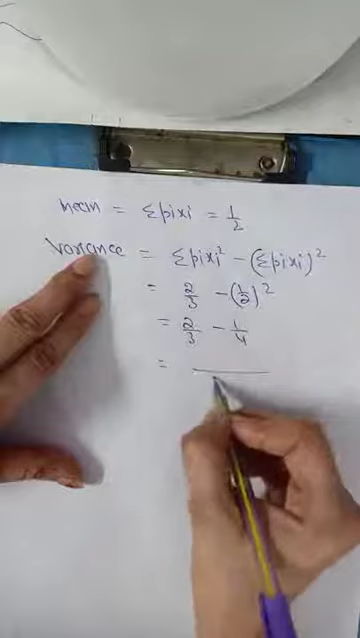 mean = Σpixi = 1/2
Variance = Σpixi² - (Σpixi)²
= 2/3 - (1/2)²
= 2/3 - 1/4
=